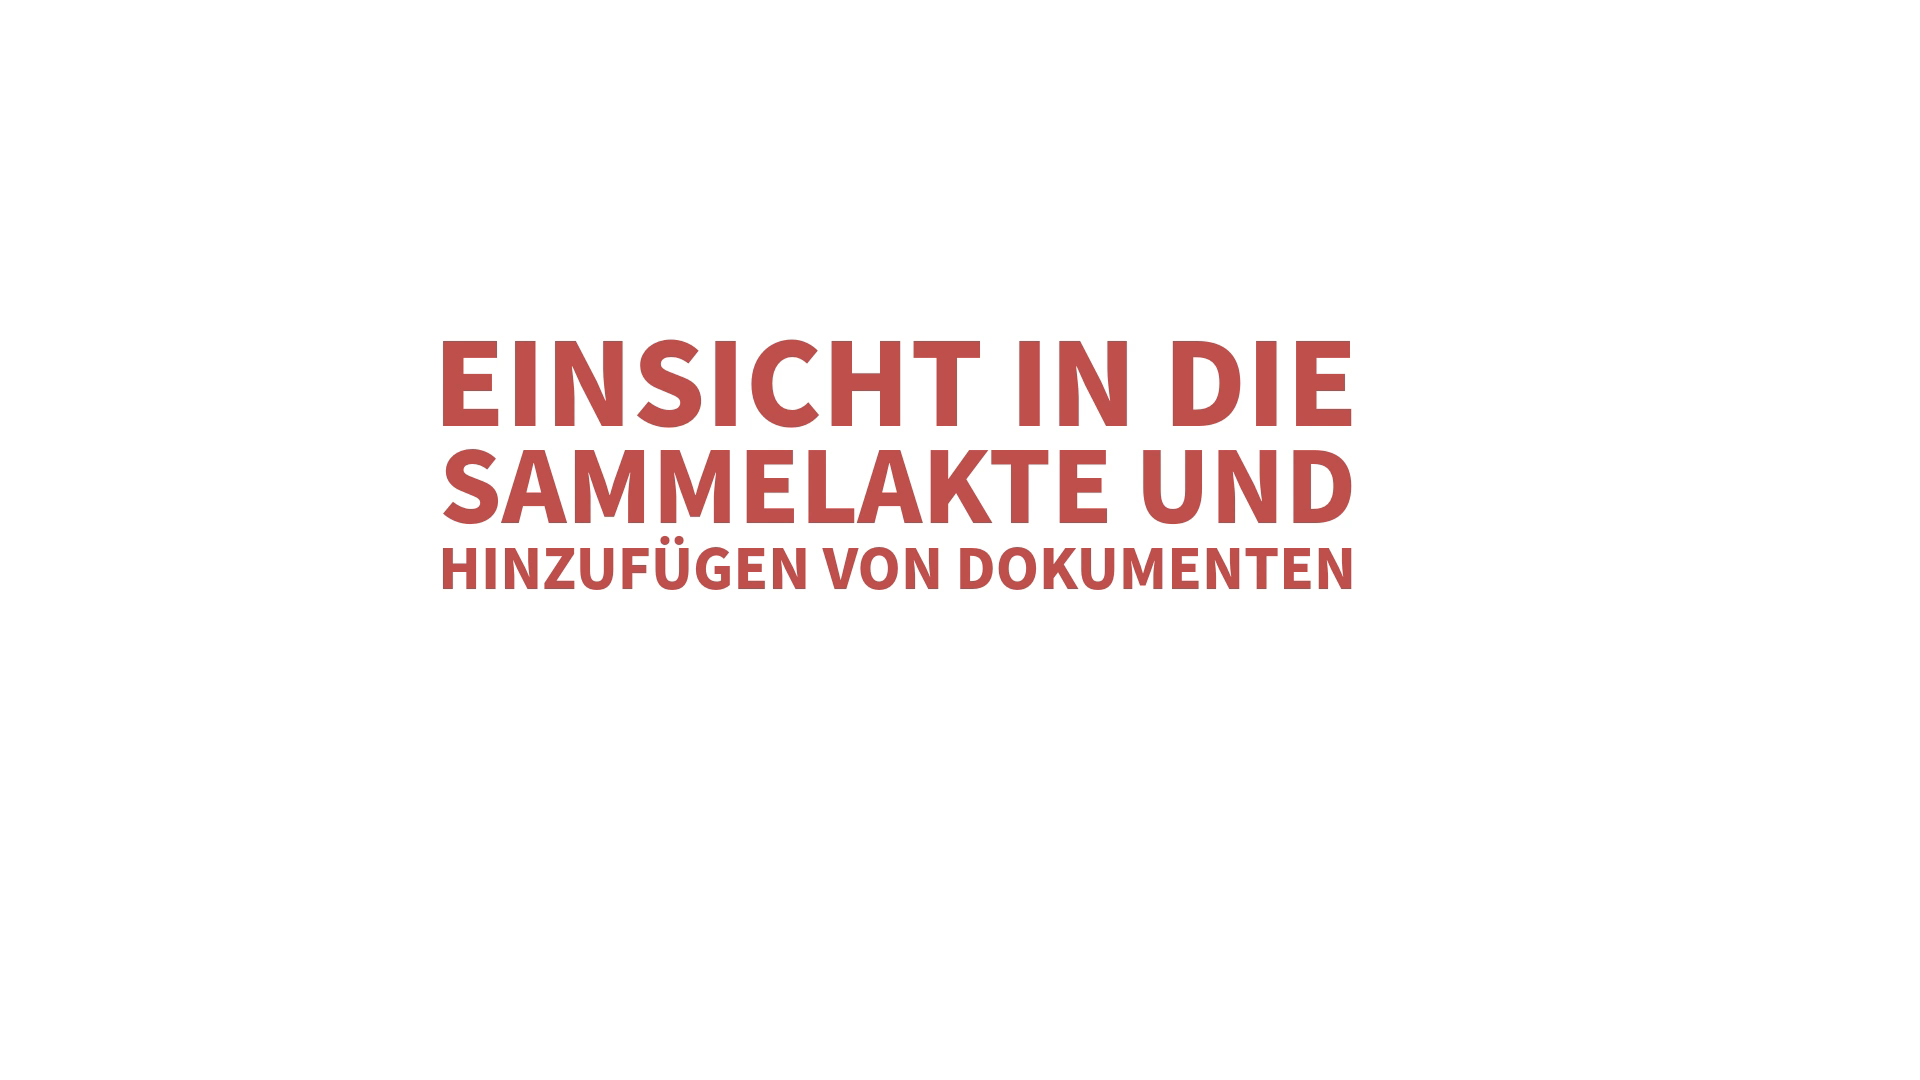 EINSICHT IN DIE
SAMMELAKTE UND
HINZUFÜGEN VON DOKUMENTEN